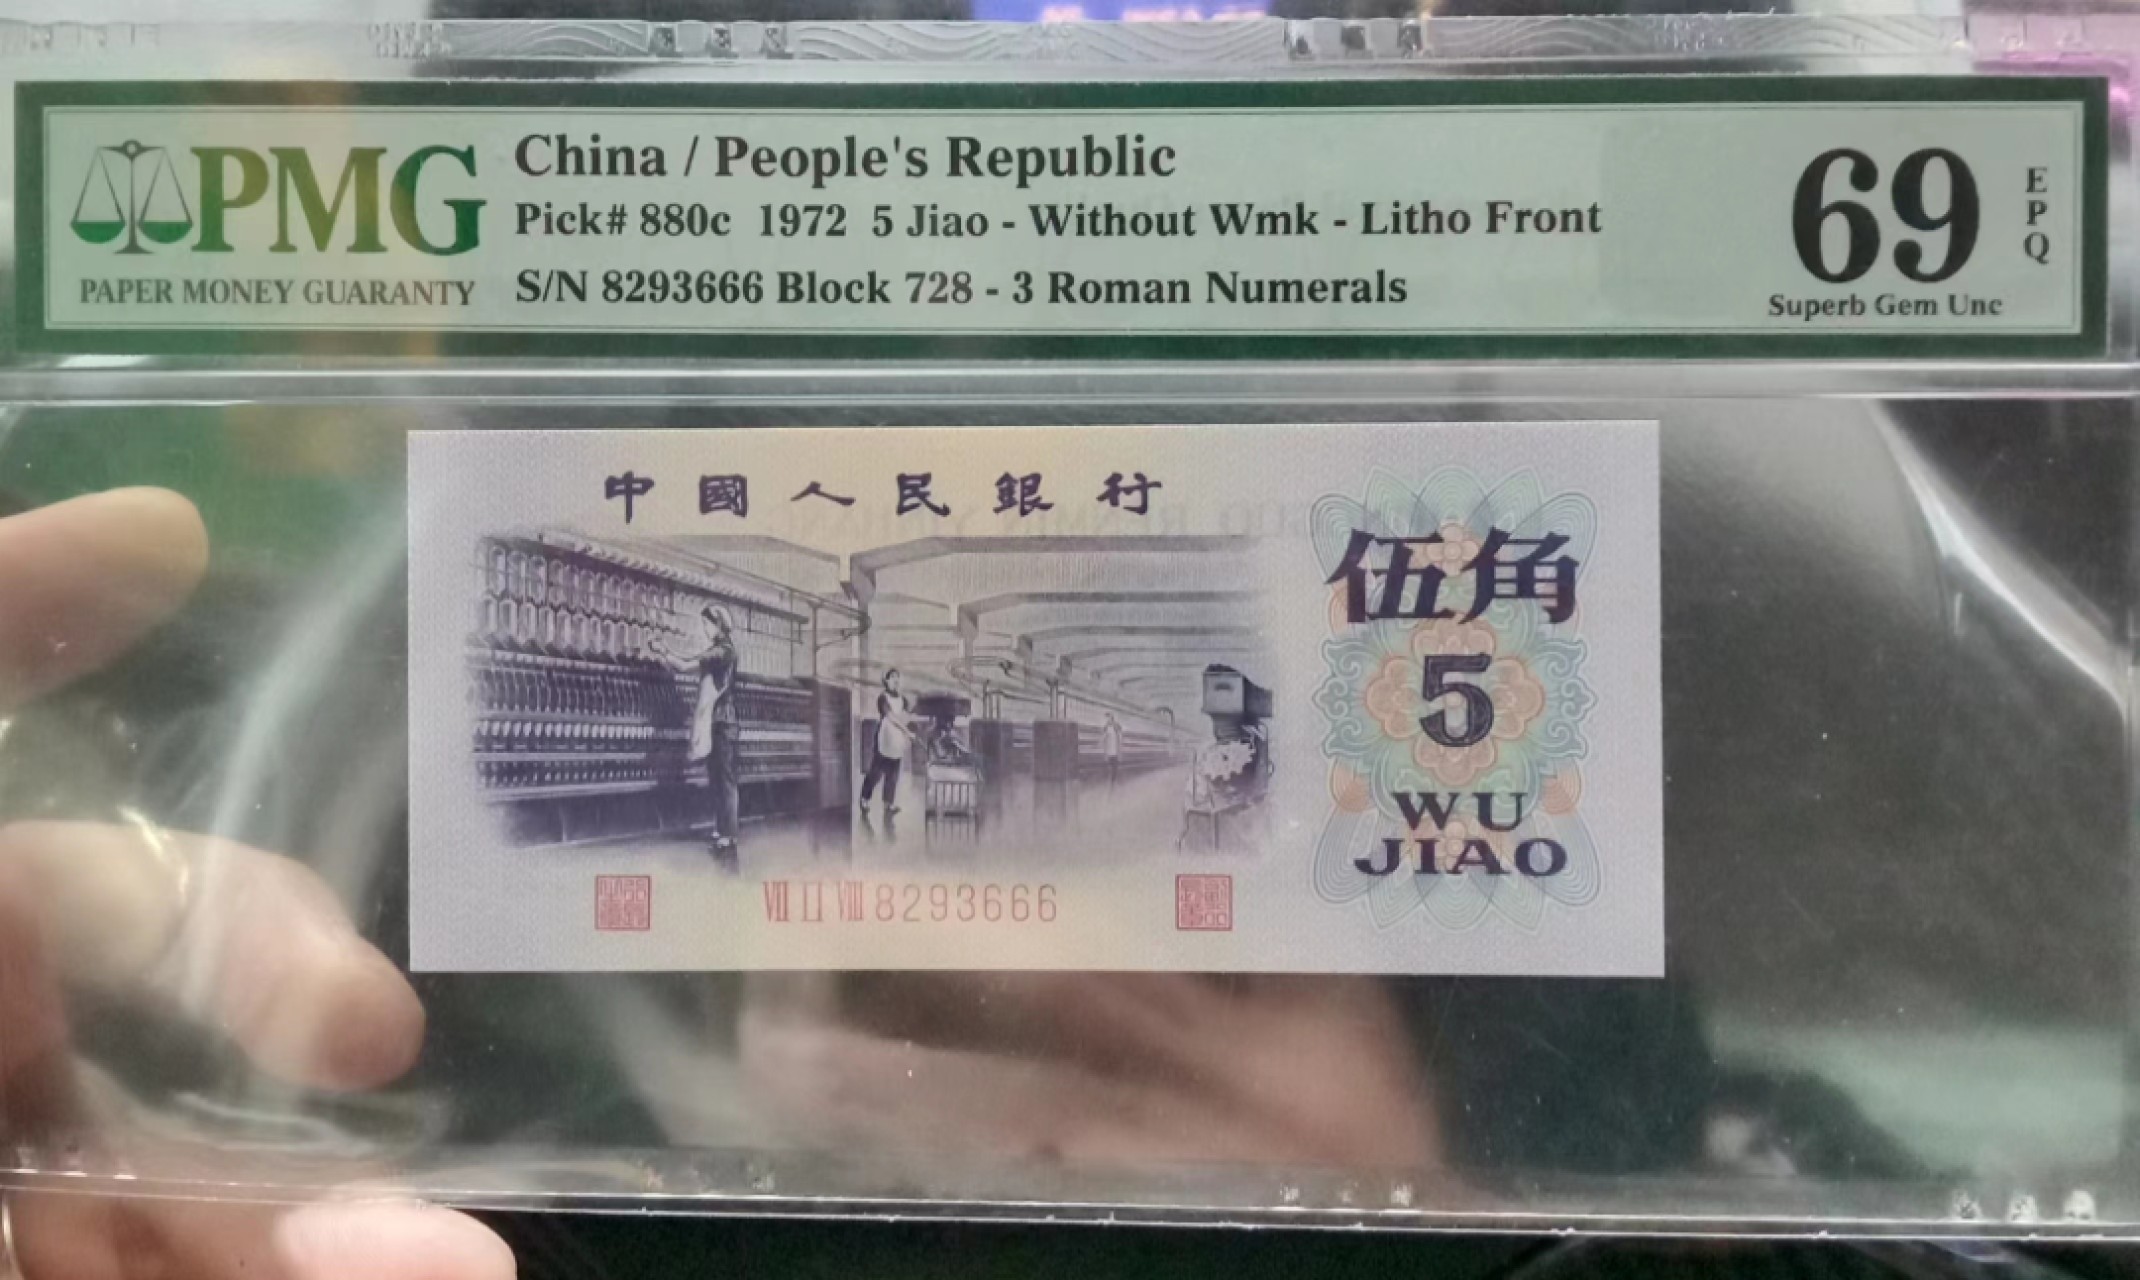 PMG
PAPER MONEY GUARANTY
China / People's Republic
Pick# 880c 1972 5 Jiao - Without Wmk - Litho Front
S/N 8293666 Block 728 - 3 Roman Numerals
69
EPQ
Superb Gem Unc
中國人民銀行
伍角
5
WU
JIAO
VII II VIII 8293666